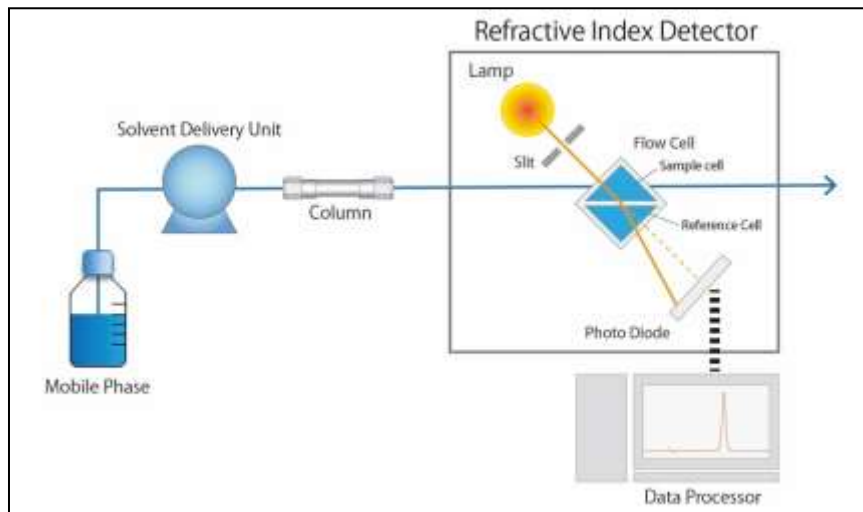 Refractive Index Detector
Lamp
Solvent Delivery Unit
Flow Cell
Slit
Sample cell
Column
Reference Cell
Photo Diode
Mobile Phase
Data Processor